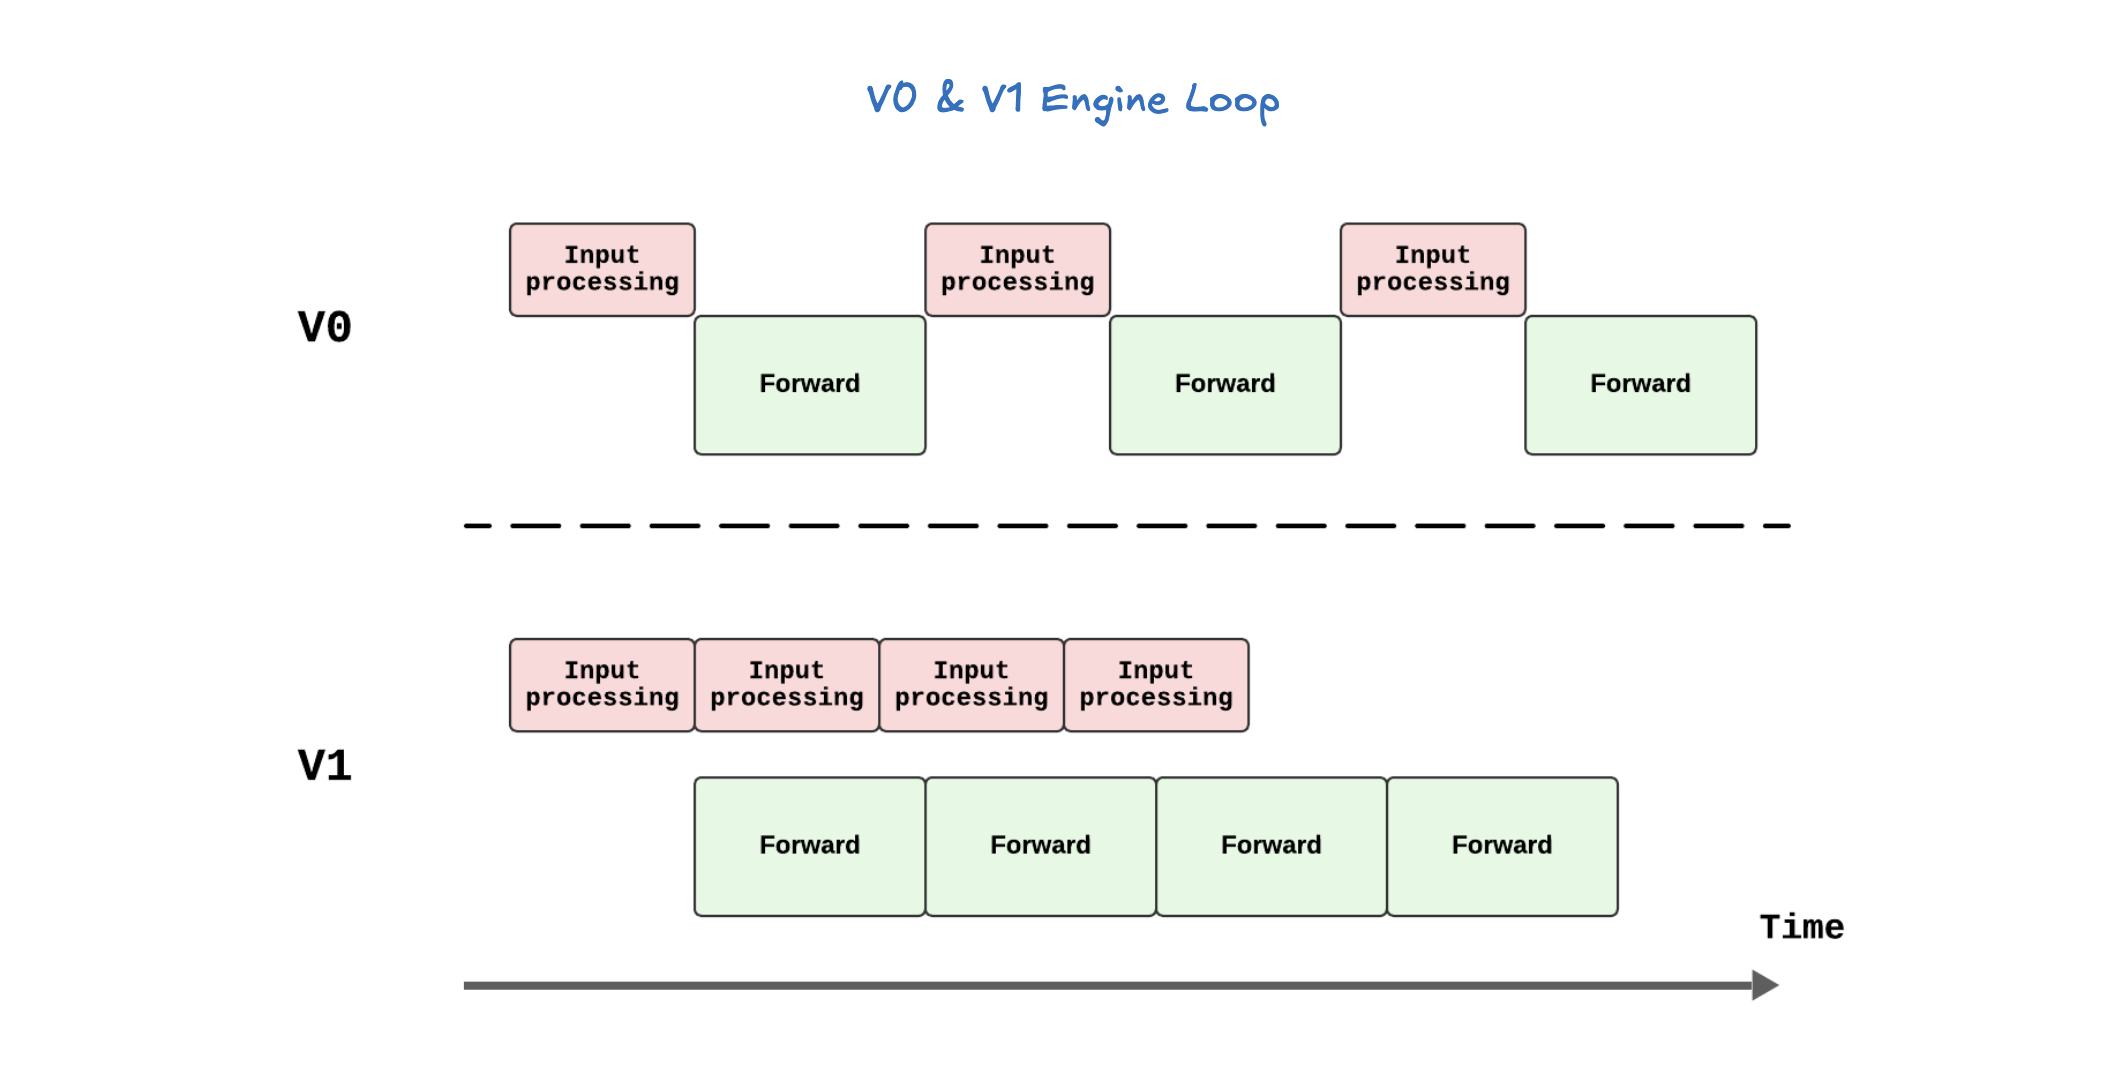 V0 & V1 Engine Loop
Input
processing
Input
processing
Input
processing
V0
Forward
Forward
Forward
Input
processing
Input
processing
Input
processing
Input
processing
V1
Forward
Forward
Forward
Forward
Time